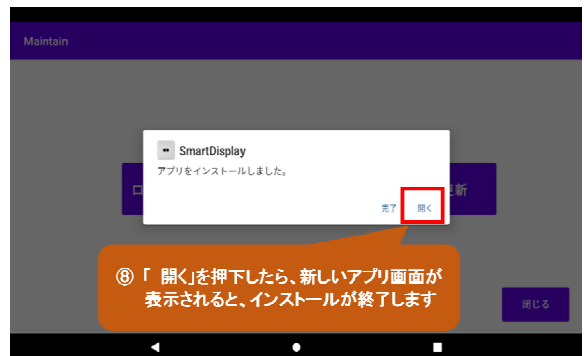 Maintain
SmartDisplay
アプリをインストールしました。
ロ
更新
完了
開く
⑧「 開く」を押下したら、新しいアプリ画面が
表示されると、インストールが終了します
閉じる